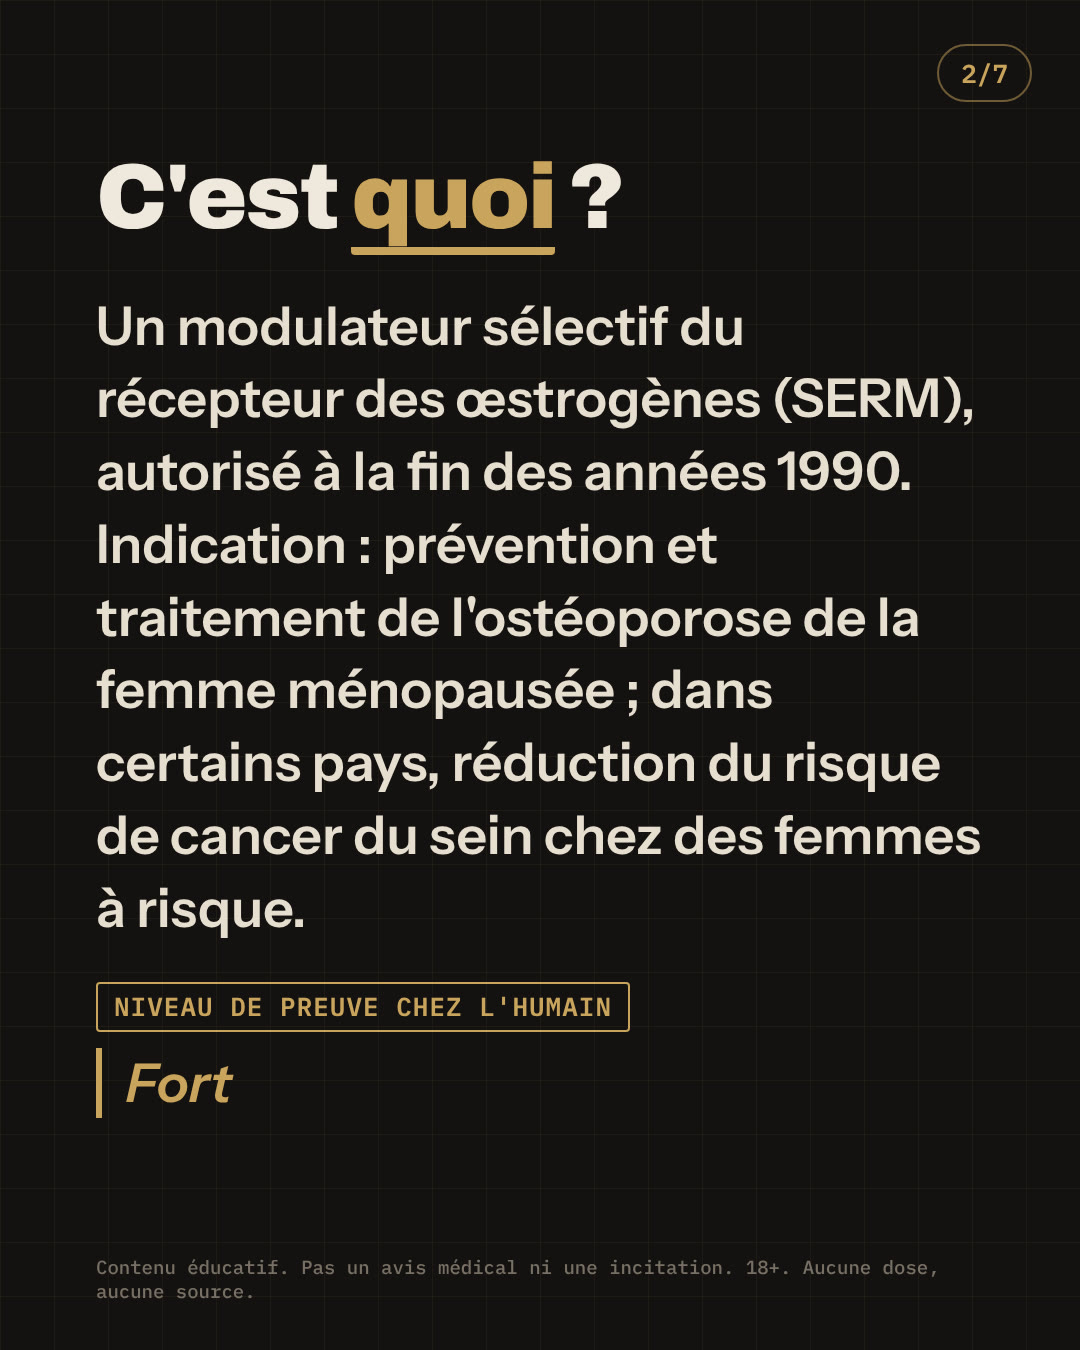 2/7
C'est quoi ?
Un modulateur sélectif du
récepteur des œstrogènes (SERM),
autorisé à la fin des années 1990.
Indication : prévention et
traitement de l'ostéoporose de la
femme ménopausée ; dans
certains pays, réduction du risque
de cancer du sein chez des femmes
à risque.
NIVEAU DE PREUVE CHEZ L'HUMAIN
Fort
Contenu éducatif. Pas un avis médical ni une incitation. 18+. Aucune dose,
aucune source.